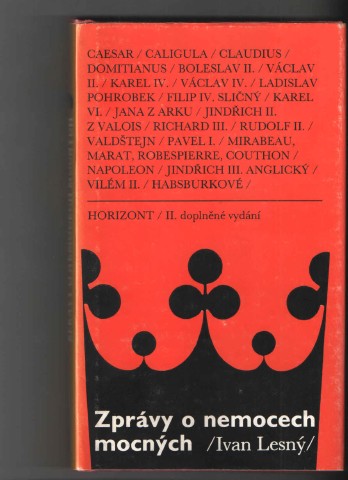 CAESAR / CALIGULA / CLAUDIUS /
DOMITIANUS / BOLESLAV II. / VÁCLAV
II. / KAREL IV. / VÁCLAV IV. / LADISLAV
POHROBEK / FILIP IV. SLIČNÝ / KAREL
VI. / JANA Z ARKU / JINDŘICH II.
Z VALOIS / RICHARD III. / RUDOLF II. /
VALDŠTEJN / PAVEL I. / MIRABEAU,
MARAT, ROBESPIERRE, COUTHON /
NAPOLEON / JINDŘICH III. ANGLICKÝ /
VILÉM II. / HABSBURKOVÉ /
HORIZONT / II. doplněné vydání
Zprávy o nemocech
mocných /Ivan Lesný/